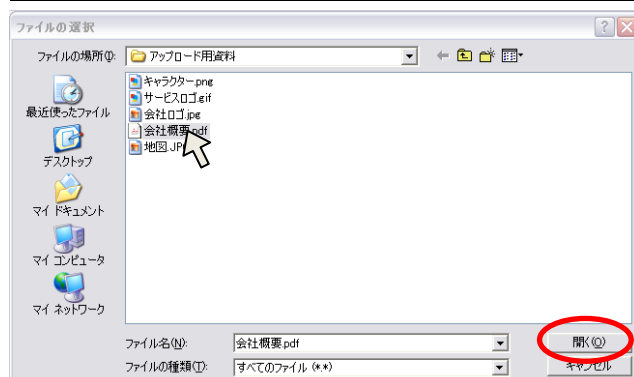 ファイルの選択
ファイルの場所(I):
アップロード用資料
最近使ったファイル
デスクトップ
マイ ドキュメント
マイ コンピュータ
マイ ネットワーク
キャラクター.png
サービスロゴ.gif
会社ロゴ.jpg
会社概要.pdf
地図.JP
ファイル名(N):
会社概要.pdf
開く(O)
ファイルの種類(T):
すべてのファイル (*.*)
キャンセル